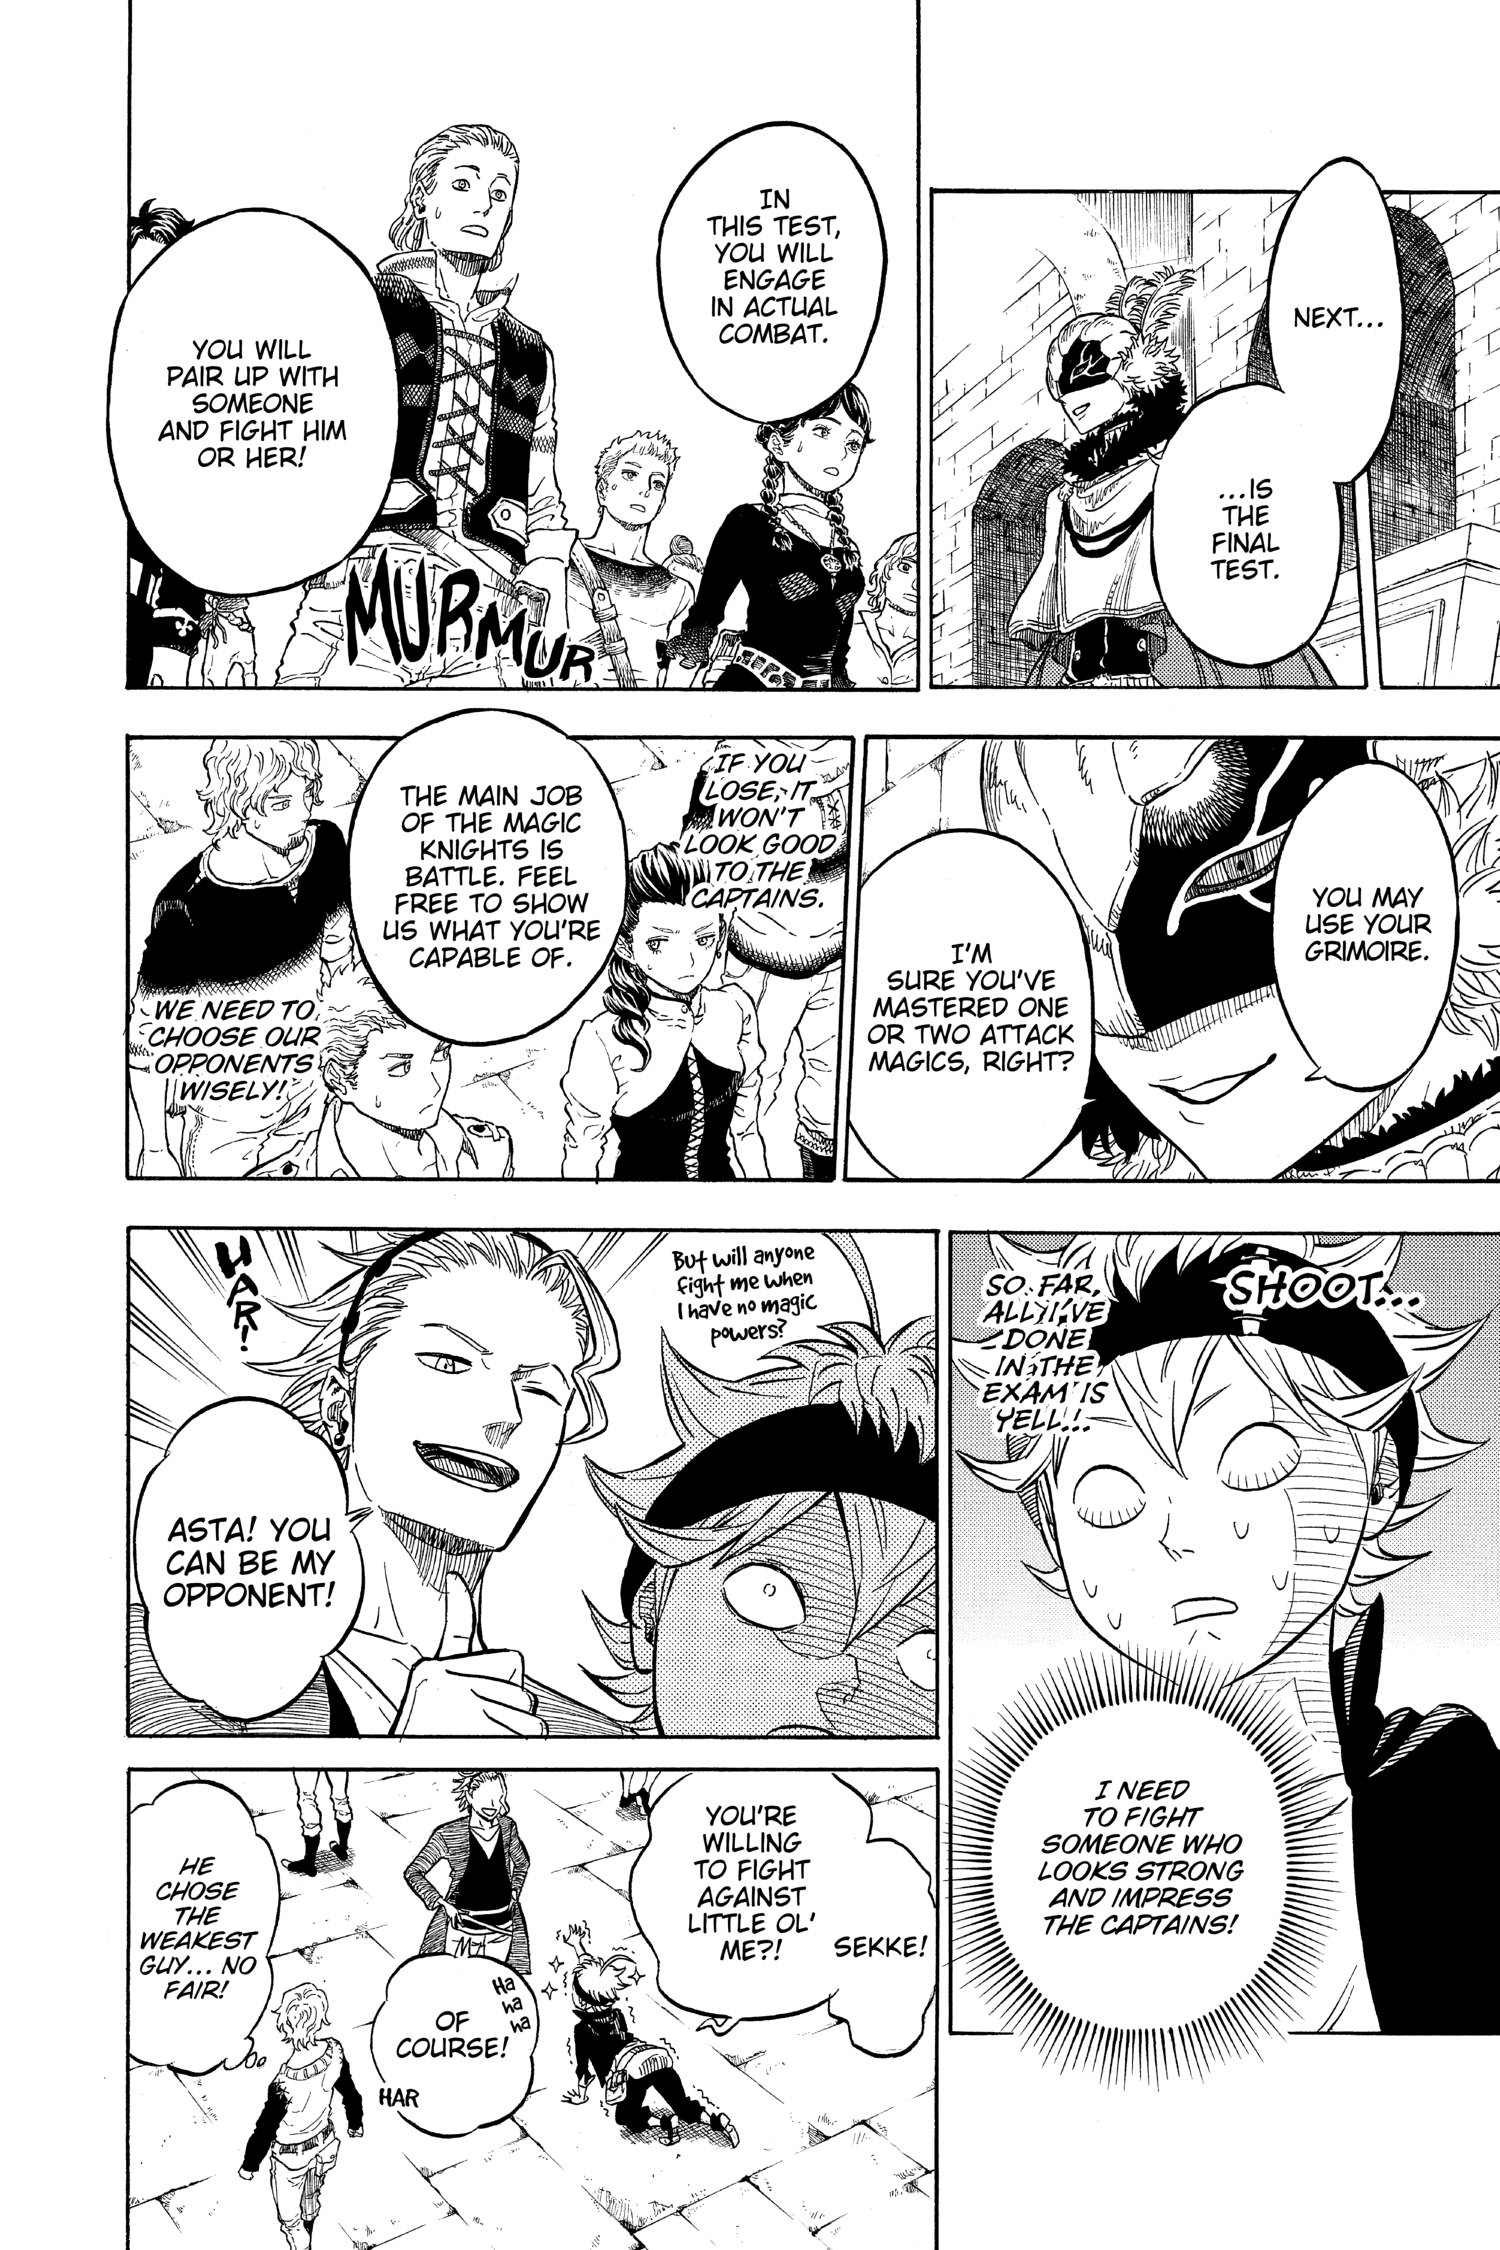 NEXT...
...IS
THE
FINAL
TEST.
IN
THIS TEST,
YOU WILL
ENGAGE
IN ACTUAL
COMBAT.
YOU WILL
PAIR UP WITH
SOMEONE
AND FIGHT HIM
OR HER!
MURMUR
YOU MAY
USE YOUR
GRIMOIRE.
I'M
SURE YOU'VE
MASTERED ONE
OR TWO ATTACK
MAGICS, RIGHT?
IF YOU
LOSE, IT
WON'T
LOOK GOOD
TO THE
CAPTAINS.
THE MAIN JOB
OF THE MAGIC
KNIGHTS IS
BATTLE. FEEL
FREE TO SHOW
US WHAT YOU'RE
CAPABLE OF.
WE NEED TO
CHOOSE OUR
OPPONENTS
WISELY!
SHOOT...
SO FAR,
ALL I'VE
DONE
IN THE
EXAM IS
YELL!..
I NEED
TO FIGHT
SOMEONE WHO
LOOKS STRONG
AND IMPRESS
THE CAPTAINS!
But will anyone
fight me when
I have no magic
powers?
HAR!
ASTA! YOU
CAN BE MY
OPPONENT!
SEKKE!
YOU'RE
WILLING
TO FIGHT
AGAINST
LITTLE OL'
ME?!
Ha
ha
ha
OF
COURSE!
HAR
HE
CHOSE
THE
WEAKEST
GUY... NO
FAIR!